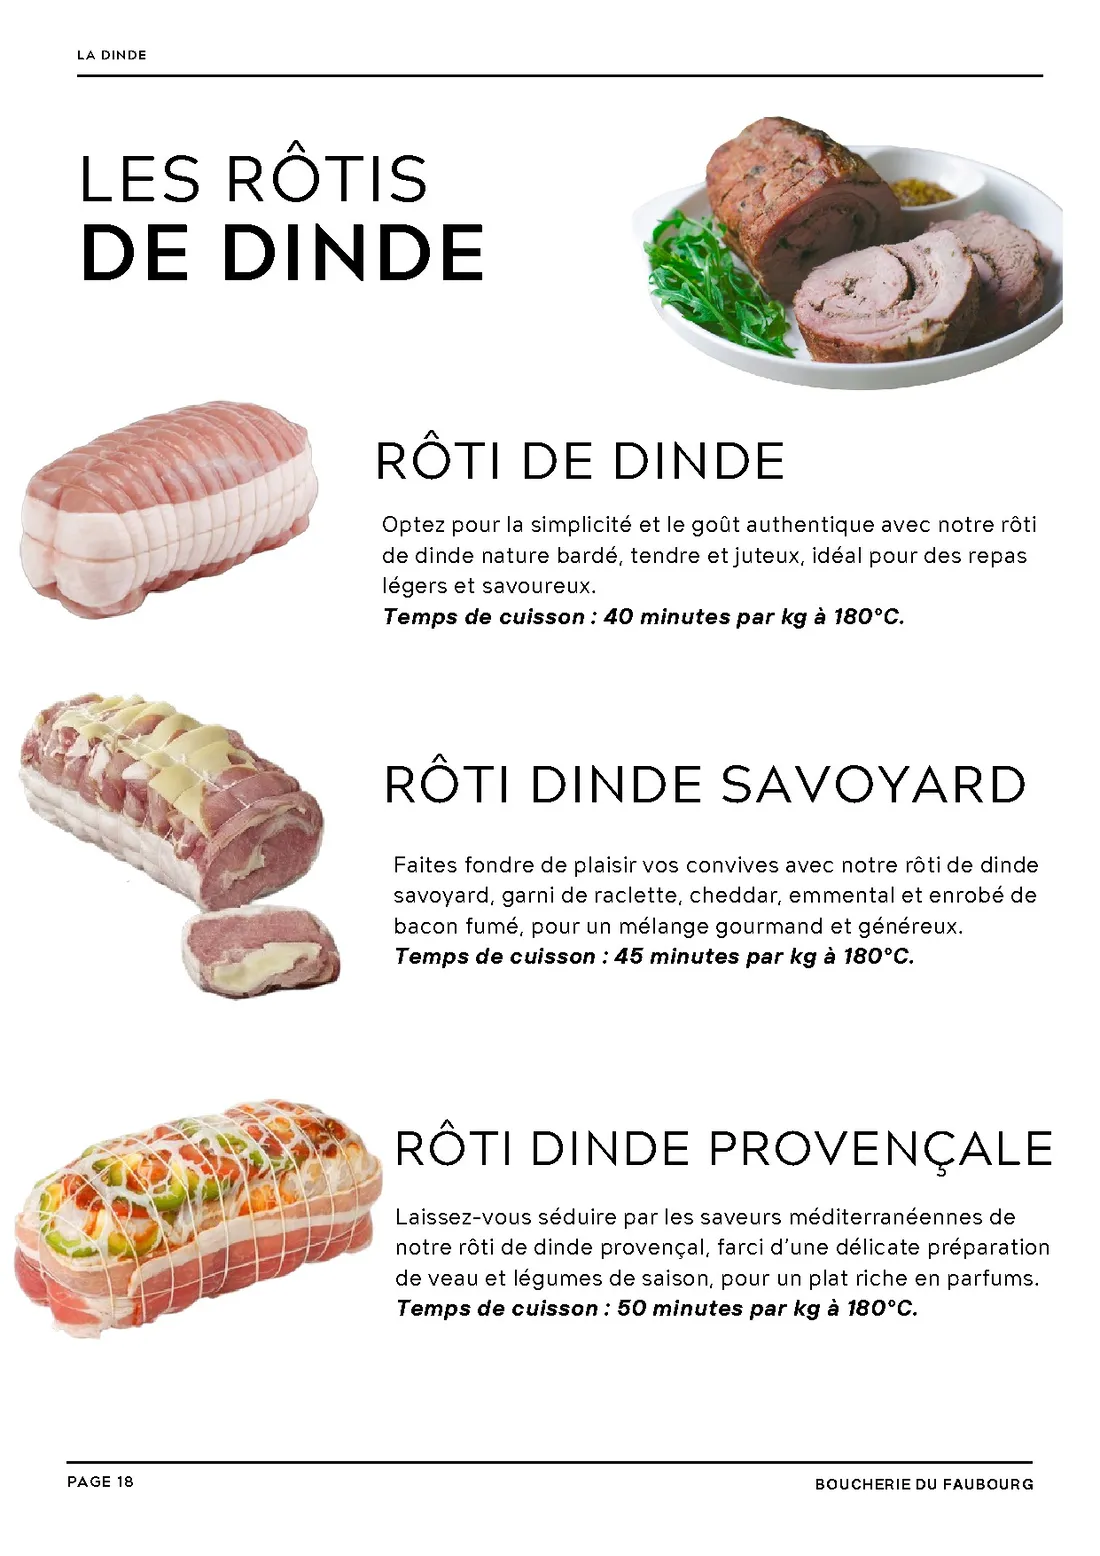 LA DINDE
LES RÔTIS
DE DINDE
RÔTI DE DINDE
Optez pour la simplicité et le goût authentique avec notre rôti
de dinde nature bardé, tendre et juteux, idéal pour des repas
légers et savoureux.
Temps de cuisson : 40 minutes par kg à 180°C.
RÔTI DINDE SAVOYARD
Faites fondre de plaisir vos convives avec notre rôti de dinde
savoyard, garni de raclette, cheddar, emmental et enrobé de
bacon fumé, pour un mélange gourmand et généreux.
Temps de cuisson : 45 minutes par kg à 180°C.
RÔTI DINDE PROVENÇALE
Laissez-vous séduire par les saveurs méditerranéennes de
notre rôti de dinde provençal, farci d'une délicate préparation
de veau et légumes de saison, pour un plat riche en parfums.
Temps de cuisson : 50 minutes par kg à 180°C.
PAGE 18
BOUCHERIE DU FAUBOURG